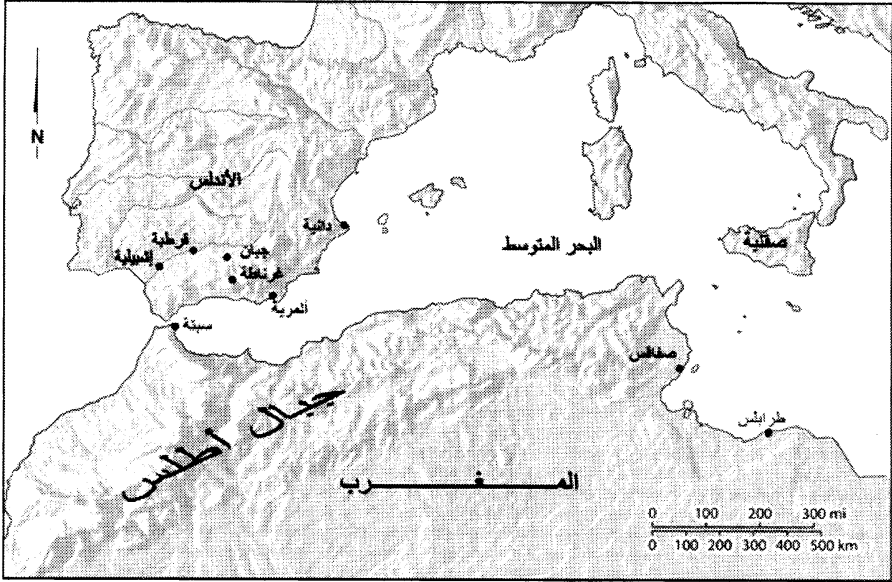 N
الأندلس
دانية
قرطبة
جيان
إشبيلية
غرناطة
المرية
سبتة
البحر المتوسط
صقلية
صفاقس
طرابلس
جبال أطلس
المغرب
0 100 200 300 mi
0 100 200 300 400 500 km